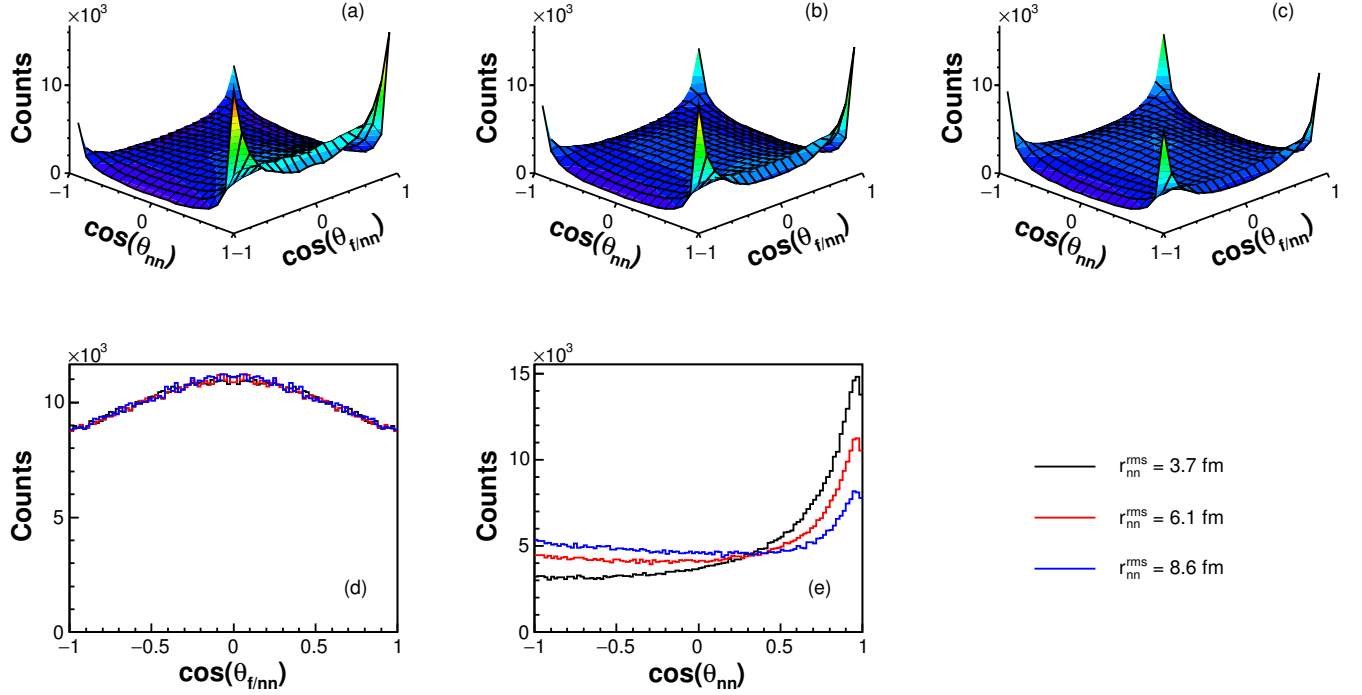 ×10³ (a)
Counts
10
0
−1
0
1−1
0
1
cos(θnn)
cos(θf/nn)
×10³ (b)
Counts
10
0
−1
0
1−1
0
1
cos(θnn)
cos(θf/nn)
×10³ (c)
Counts
10
0
−1
0
1−1
0
1
cos(θnn)
cos(θf/nn)
×10³
Counts
10
5
0
(d)
−1 −0.5 0 0.5 1
cos(θf/nn)
×10³
Counts
15
10
5
0
(e)
−1 −0.5 0 0.5 1
cos(θnn)
r rms nn = 3.7 fm
r rms nn = 6.1 fm
r rms nn = 8.6 fm